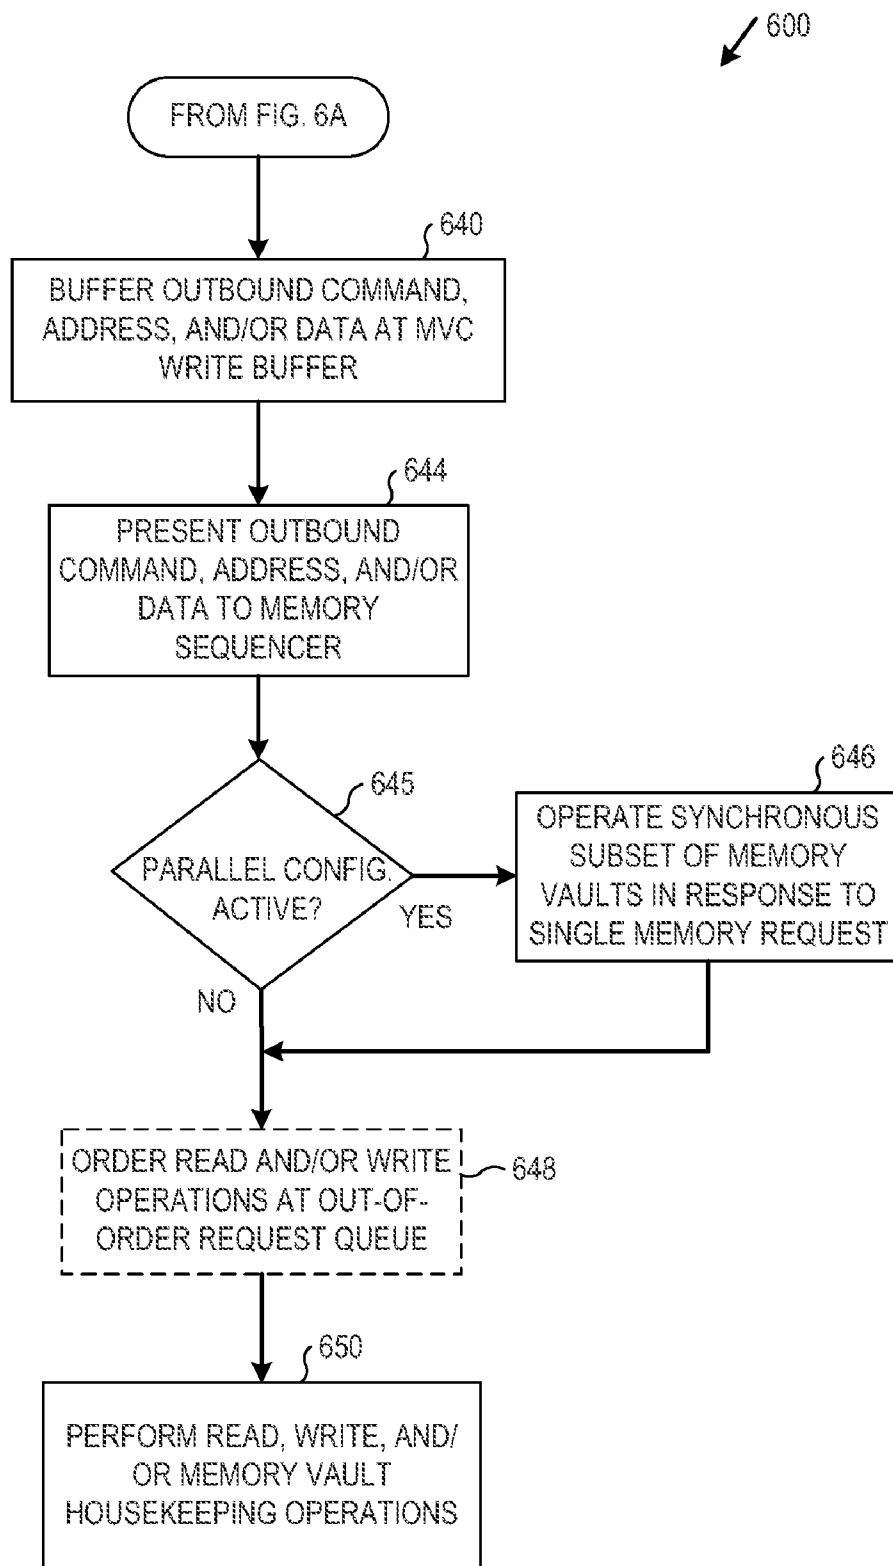 600
FROM FIG. 6A
640
BUFFER OUTBOUND COMMAND,
ADDRESS, AND/OR DATA AT MVC
WRITE BUFFER
644
PRESENT OUTBOUND
COMMAND, ADDRESS, AND/OR
DATA TO MEMORY
SEQUENCER
645
PARALLEL CONFIG.
ACTIVE?
YES
NO
646
OPERATE SYNCHRONOUS
SUBSET OF MEMORY
VAULTS IN RESPONSE TO
SINGLE MEMORY REQUEST
ORDER READ AND/OR WRITE
OPERATIONS AT OUT-OF-
ORDER REQUEST QUEUE
648
650
PERFORM READ, WRITE, AND/
OR MEMORY VAULT
HOUSEKEEPING OPERATIONS